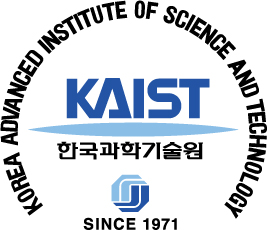 KOREA ADVANCED INSTITUTE OF SCIENCE AND TECHNOLOGY
KAIST
한국과학기술원
SINCE 1971